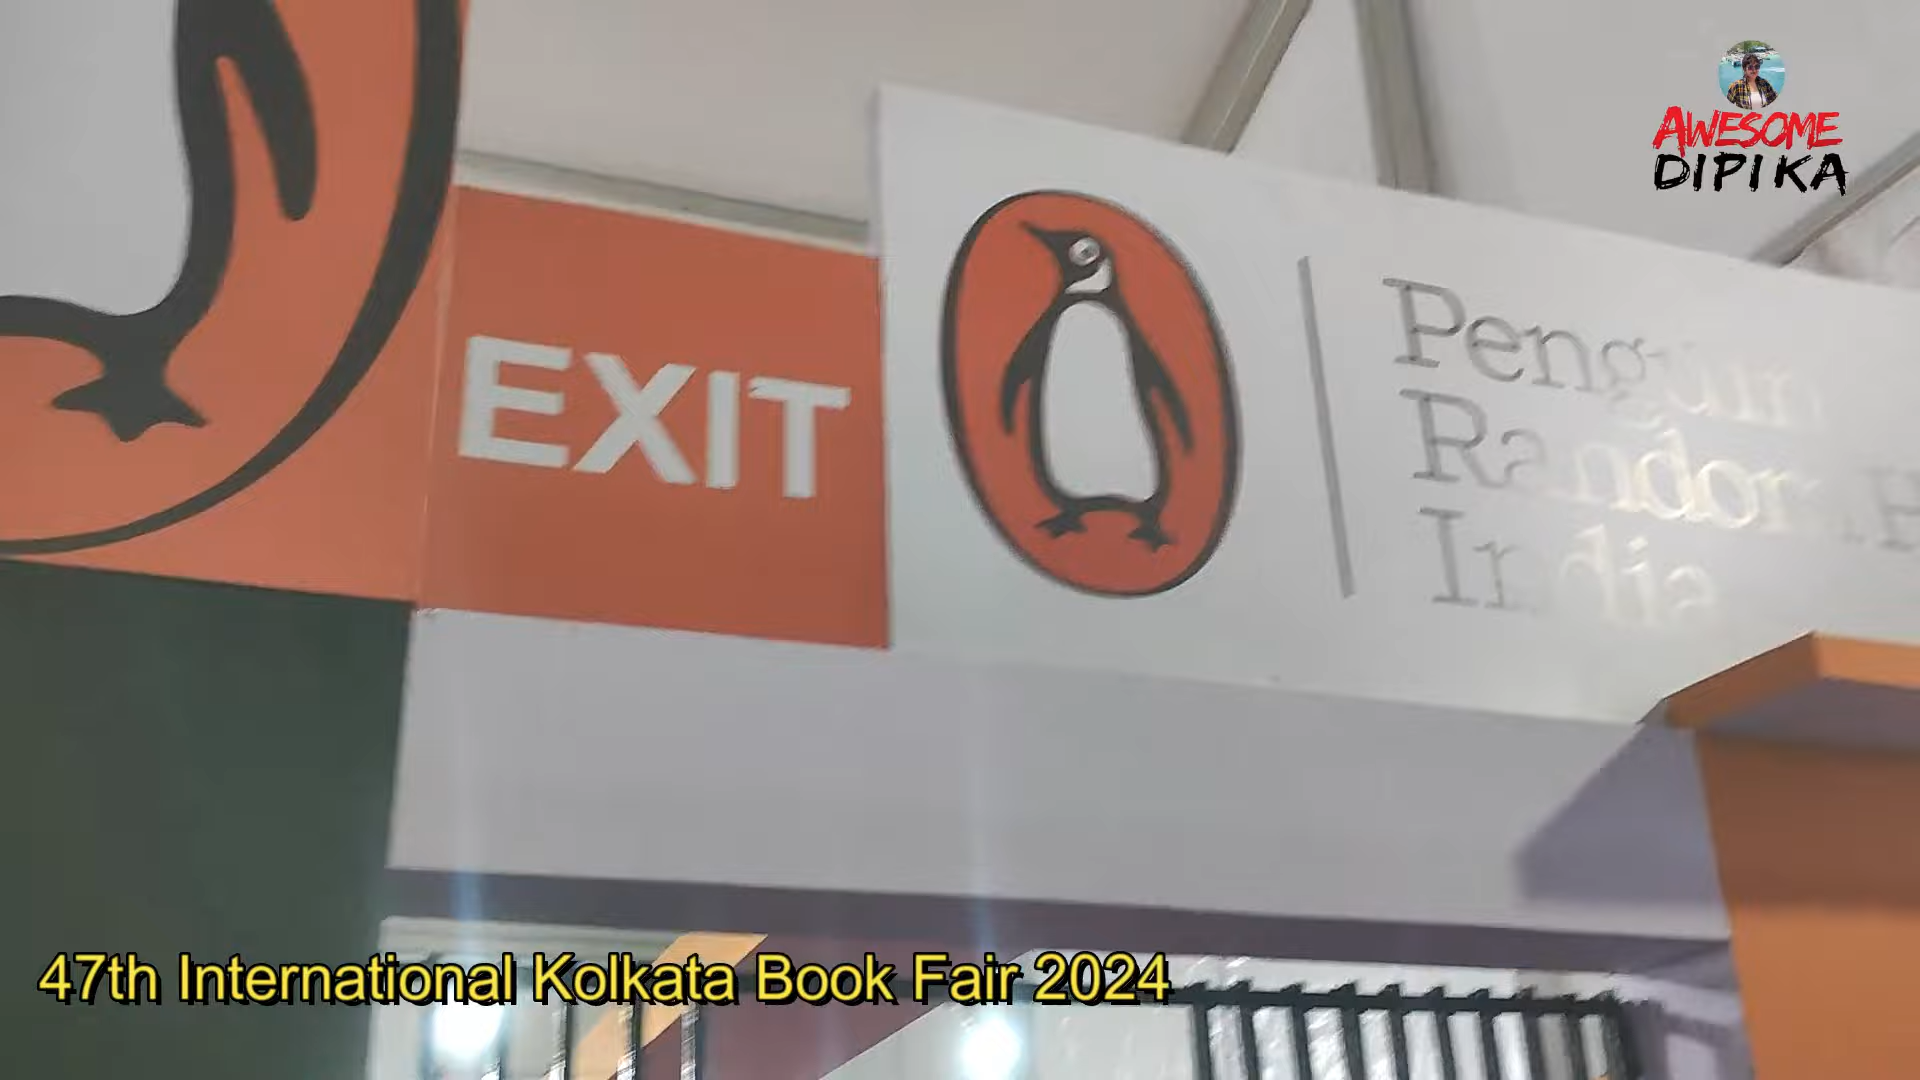 AWESOME
DIPIKA
EXIT
Penguin
Random
India
47th International Kolkata Book Fair 2024